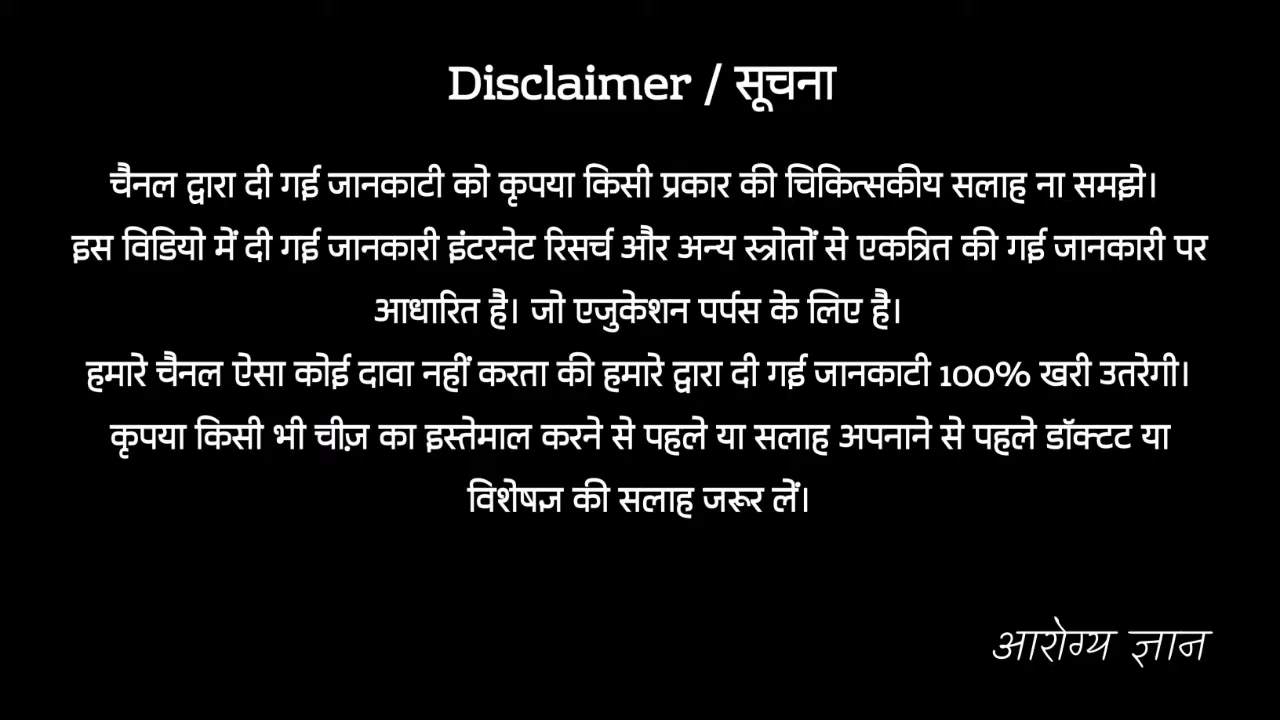 Disclaimer / सूचना
चैनल द्वारा दी गई जानकाटी को कृपया किसी प्रकार की चिकित्सकीय सलाह ना समझे।
इस विडियो में दी गई जानकारी इंटरनेट रिसर्च और अन्य स्त्रोतों से एकत्रित की गई जानकारी पर
आधारित है। जो एजुकेशन पर्पस के लिए है।
हमारे चैनल ऐसा कोई दावा नहीं करता की हमारे द्वारा दी गई जानकाटी 100% खरी उतरेगी।
कृपया किसी भी चीज़ का इस्तेमाल करने से पहले या सलाह अपनाने से पहले डॉक्टट या
विशेषज्ञ की सलाह जरूर लें।
आरोग्य ज्ञान